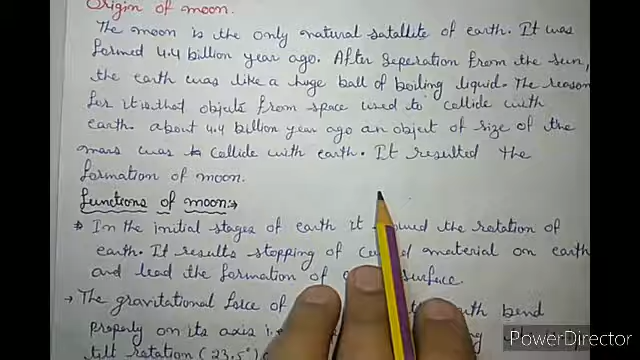 Origin of moon.
The moon is the only natural satallite of earth. It was
formed 4.4 billion year ago. After seperation from the sun,
the earth was like a huge ball of boiling liquid. The reason
for it is that objects from space used to collide with
earth. about 4.4 billion year ago an object of size of the
mars was collide with earth. It resulted the
formation of moon.
functions of moon:→
* In the initial stages of earth it the rotation of
earth. It results stopping of material on earth
and lead the formation of surface.
→ The gravitational force of bend
properly on its axis i.e
tilt rotation (23.5°)
PowerDirector